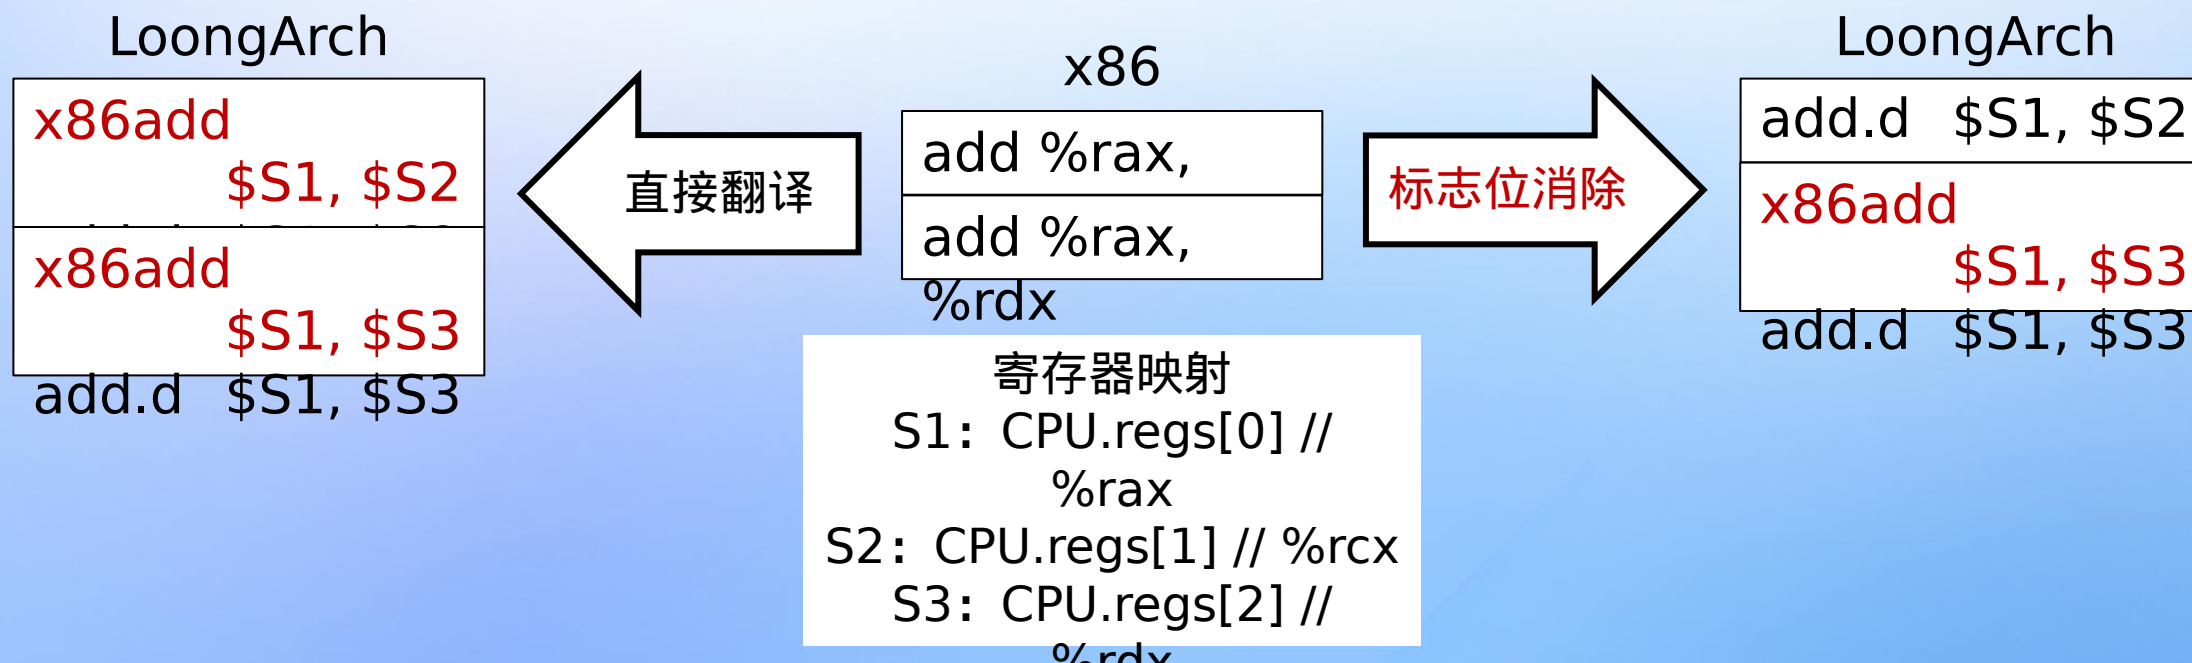 LoongArch
x86add
$S1, $S2
x86add
$S1, $S3
add.d $S1, $S3
直接翻译
x86
add %rax,
add %rax,
%rdx
标志位消除
LoongArch
add.d $S1, $S2
x86add
$S1, $S3
add.d $S1, $S3
寄存器映射
S1：CPU.regs[0] //
%rax
S2：CPU.regs[1] // %rcx
S3：CPU.regs[2] //
%rdx